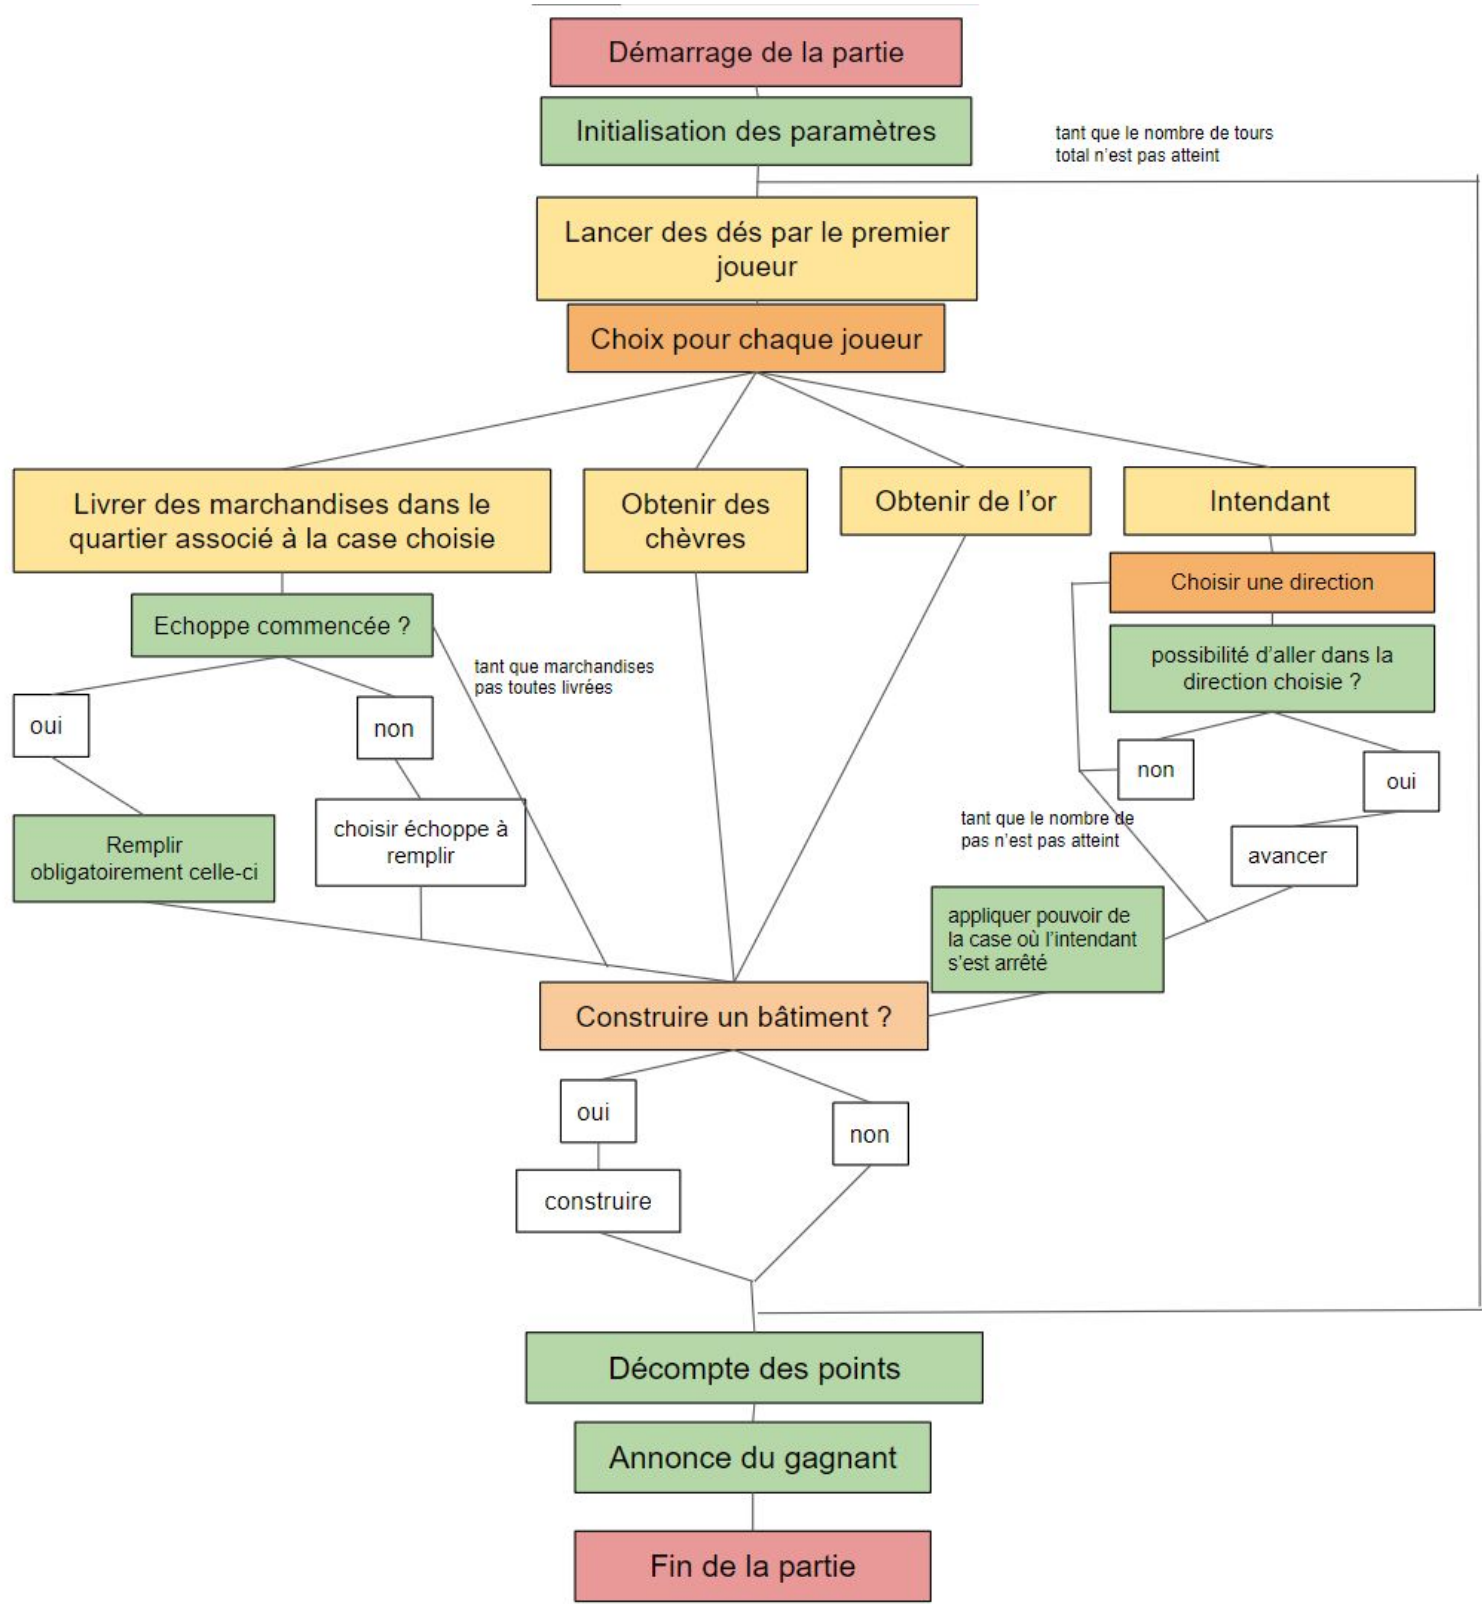 Démarrage de la partie
Initialisation des paramètres
tant que le nombre de tours
total n'est pas atteint
Lancer des dés par le premier
joueur
Choix pour chaque joueur
Livrer des marchandises dans le
quartier associé à la case choisie
Obtenir des
chèvres
Obtenir de l'or
Intendant
Choisir une direction
Echoppe commencée ?
possibilité d'aller dans la
direction choisie ?
tant que marchandises
pas toutes livrées
oui
non
non
oui
Remplir
obligatoirement celle-ci
choisir échoppe à
remplir
tant que le nombre de
pas n'est pas atteint
avancer
appliquer pouvoir de
la case où l'intendant
s'est arrêté
Construire un bâtiment ?
oui
non
construire
Décompte des points
Annonce du gagnant
Fin de la partie